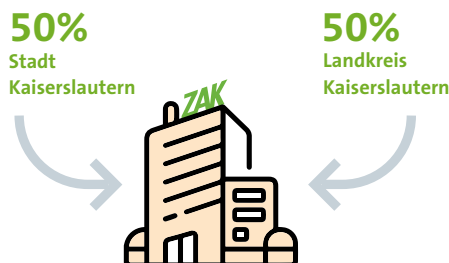 50%
Stadt
Kaiserslautern
50%
Landkreis
Kaiserslautern
ZAK